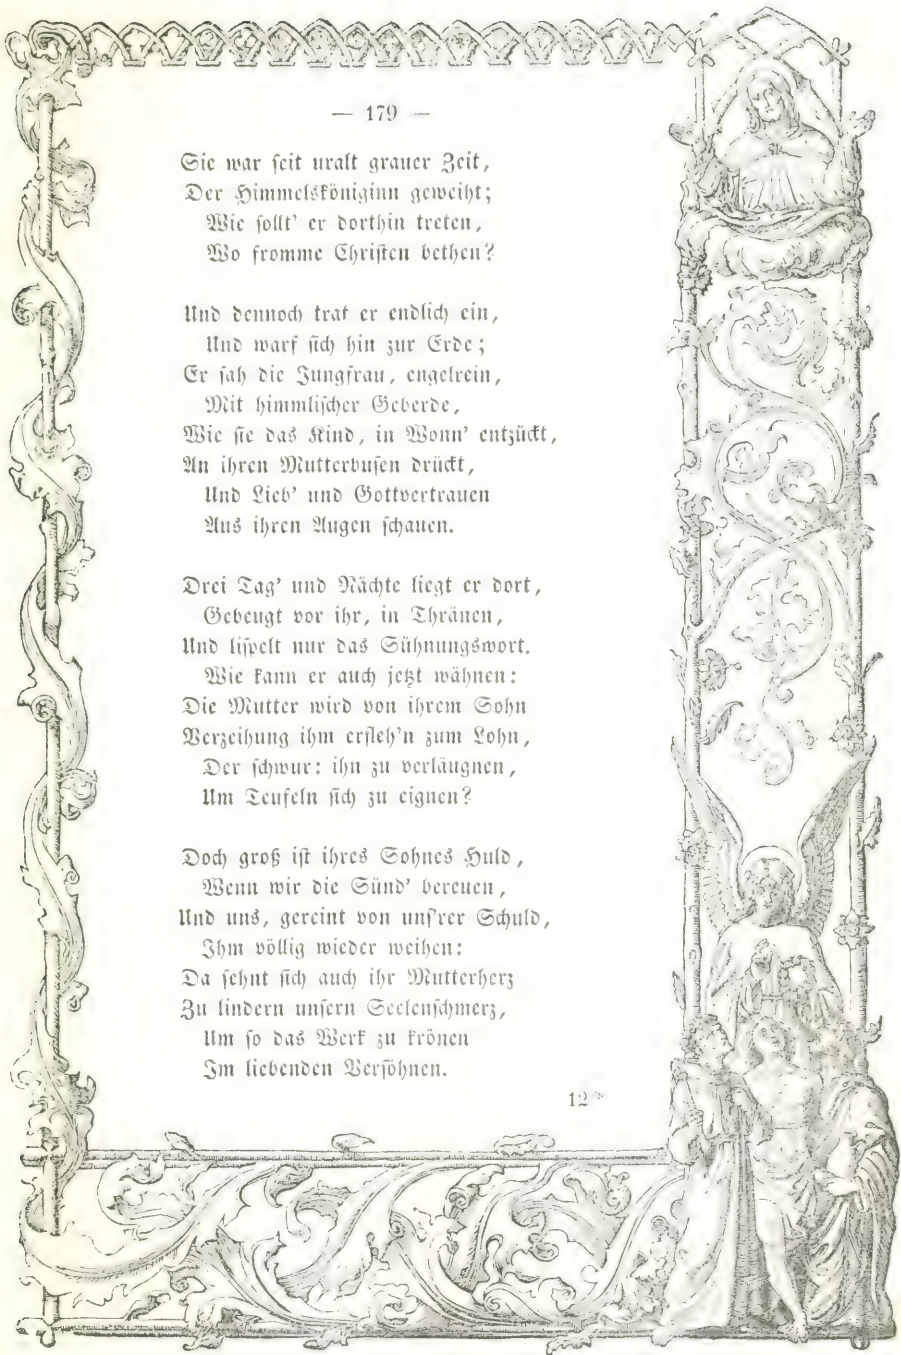 — 179 —
Sie war seit uralt grauer Zeit,
Der Himmelsköniginn geweiht;
Wie sollt' er dorthin treten,
Wo fromme Christen bethen?
Und dennoch trat er endlich ein,
Und warf sich hin zur Erde;
Er sah die Jungfrau, engelrein,
Mit himmlischer Geberde,
Wie sie das Kind, in Wonn' entzückt,
An ihren Mutterbusen drückt,
Und Lieb' und Gottvertrauen
Aus ihren Augen schauen.
Drei Tag' und Nächte liegt er dort,
Gebeugt vor ihr, in Thränen,
Und lispelt nur das Sühnungswort.
Wie kann er auch jetzt wähnen:
Die Mutter wird von ihrem Sohn
Verzeihung ihm erfleh'n zum Lohn,
Der schwur: ihn zu verläugnen,
Um Teufeln sich zu eignen?
Doch groß ist ihres Sohnes Huld,
Wenn wir die Sünd' bereuen,
Und uns, gereint von uns'rer Schuld,
Ihm völlig wieder weihen:
Da sehnt sich auch ihr Mutterherz
Zu lindern unsern Seelenschmerz,
Um so das Werk zu krönen
Im liebenden Versöhnen.
12 *